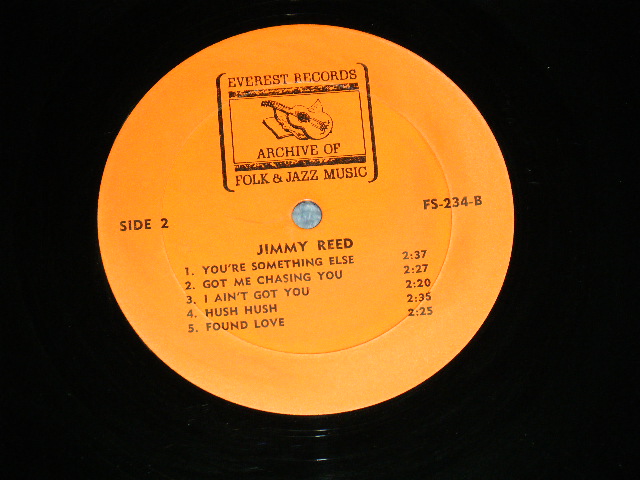 EVEREST RECORDS
ARCHIVE OF
FOLK & JAZZ MUSIC
SIDE 2
FS-234-B
JIMMY REED
1. YOU'RE SOMETHING ELSE 2:37
2. GOT ME CHASING YOU 2:27
3. I AIN'T GOT YOU 2:20
4. HUSH HUSH 2:35
5. FOUND LOVE 2:25